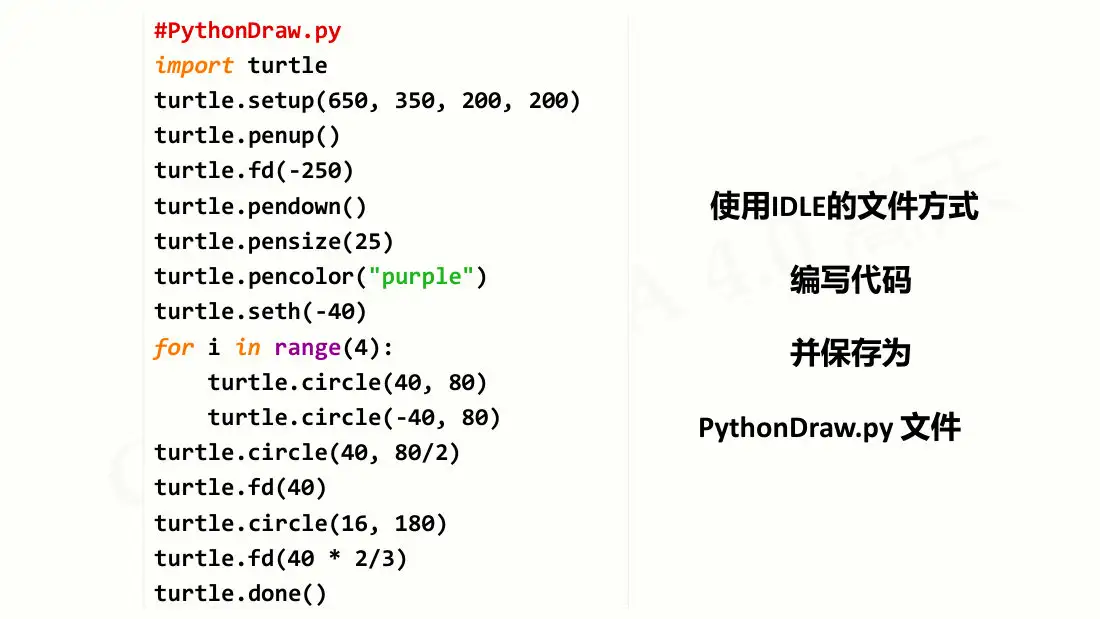 #PythonDraw.py
import turtle
turtle.setup(650, 350, 200, 200)
turtle.penup()
turtle.fd(-250)
turtle.pendown()
turtle.pensize(25)
turtle.pencolor("purple")
turtle.seth(-40)
for i in range(4):
    turtle.circle(40, 80)
    turtle.circle(-40, 80)
turtle.circle(40, 80/2)
turtle.fd(40)
turtle.circle(16, 180)
turtle.fd(40 * 2/3)
turtle.done()
使用IDLE的文件方式
编写代码
并保存为
PythonDraw.py 文件